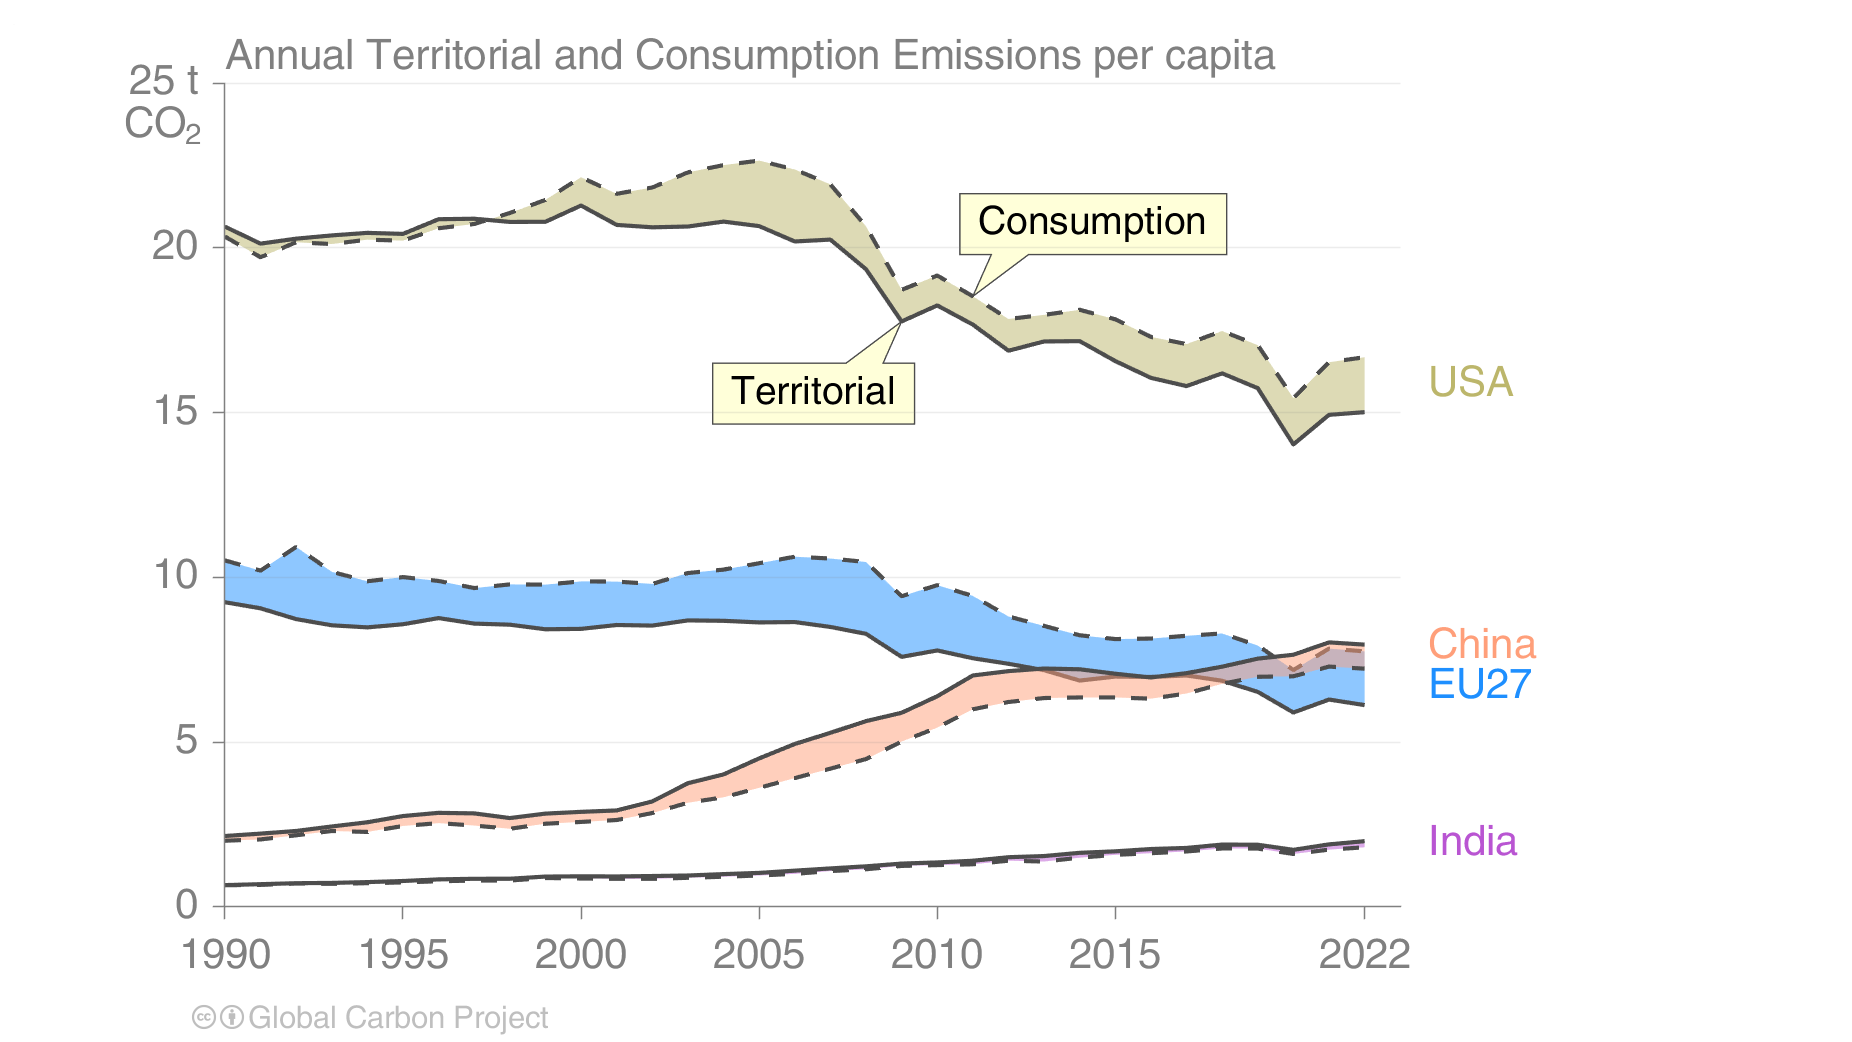 Annual Territorial and Consumption Emissions per capita
25 t
CO₂
20
15
10
5
0
Consumption
Territorial
USA
China
EU27
India
1990 1995 2000 2005 2010 2015 2022
cc Global Carbon Project